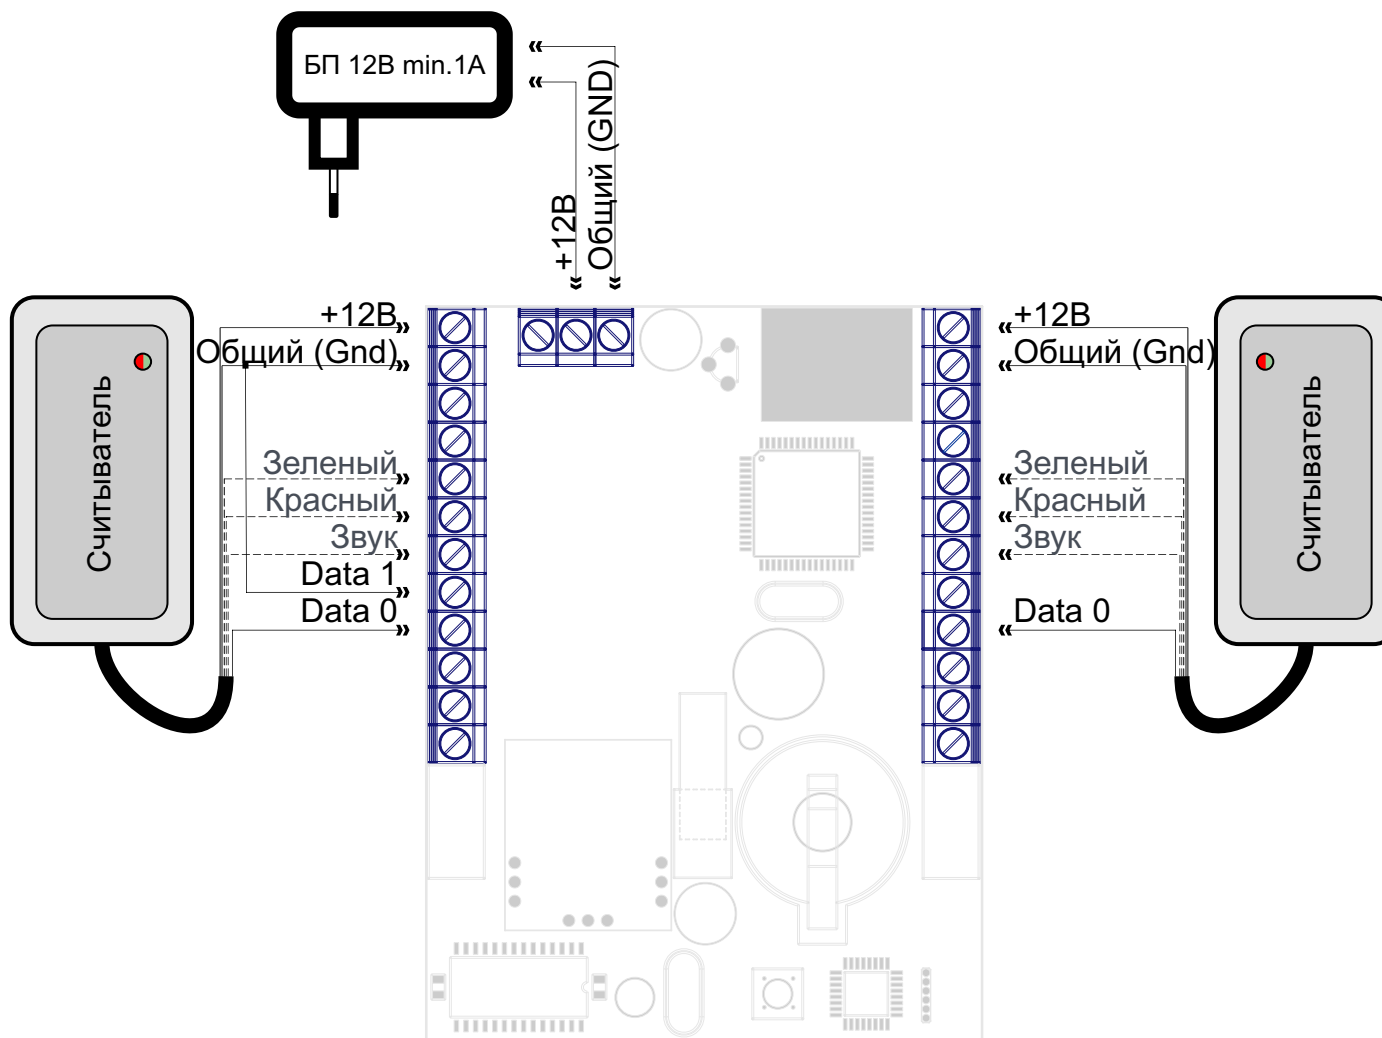 БП 12В min.1А
+12В
Общий (GND)
Считыватель
+12В
Общий (Gnd)
Зеленый
Красный
Звук
Data 1
Data 0
+12В
Общий (Gnd)
Зеленый
Красный
Звук
Data 0
Считыватель